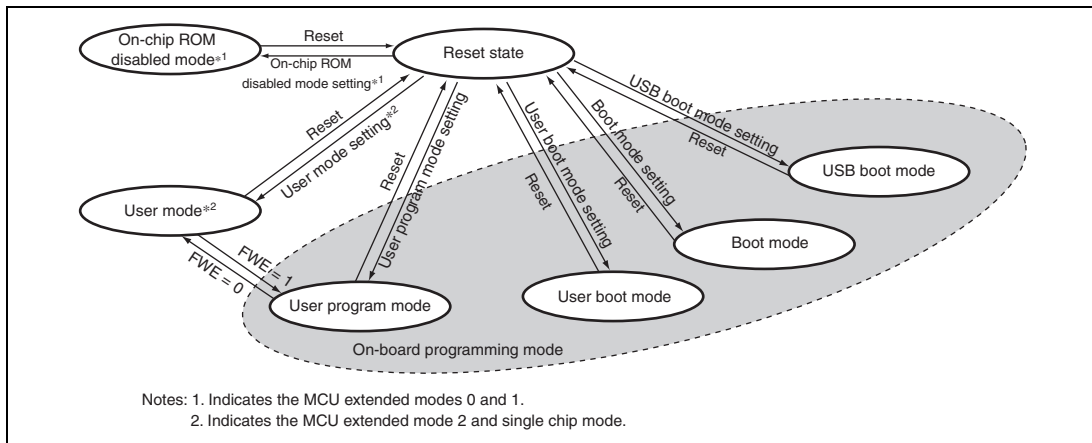 On-chip ROM
disabled mode*1
Reset
On-chip ROM
disabled mode setting*1
Reset state
Reset
User mode setting*2
Reset
User program mode setting
User boot mode setting
Reset
Boot mode setting
Reset
USB boot mode setting
Reset
USB boot mode
User mode*2
Boot mode
FWE = 1
FWE = 0
User program mode
User boot mode
On-board programming mode
Notes: 1. Indicates the MCU extended modes 0 and 1.
2. Indicates the MCU extended mode 2 and single chip mode.